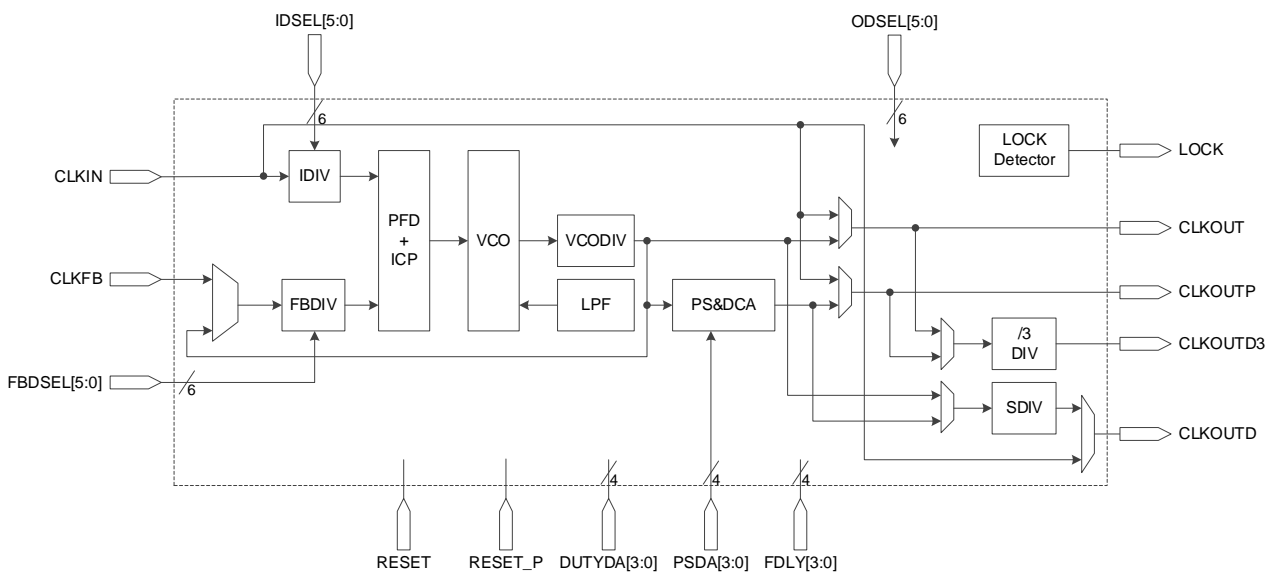 IDSEL[5:0]
ODSEL[5:0]
6
6
LOCK
Detector
LOCK
CLKIN
IDIV
PFD
+
ICP
VCO
VCODIV
CLKOUT
CLKFB
FBDIV
LPF
PS&DCA
CLKOUTP
/3
DIV
CLKOUTD3
FBDSEL[5:0]
6
SDIV
CLKOUTD
4
4
4
RESET
RESET_P
DUTYDA[3:0]
PSDA[3:0]
FDLY[3:0]